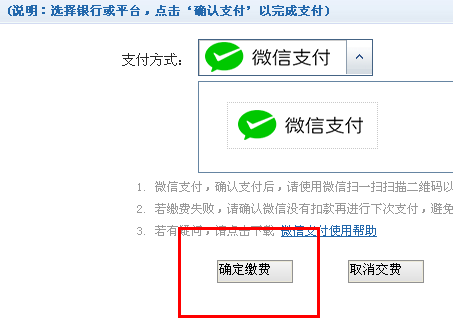 (说明：选择银行或平台，点击‘确认支付’以完成支付)
支付方式：
微信支付
微信支付
1. 微信支付，确认支付后，请使用微信扫一扫扫描二维码以
2. 若缴费失败，请确认微信没有扣款再进行下次支付，避免
3. 若有疑问，请点击下载 微信支付使用帮助
确定缴费 取消交费